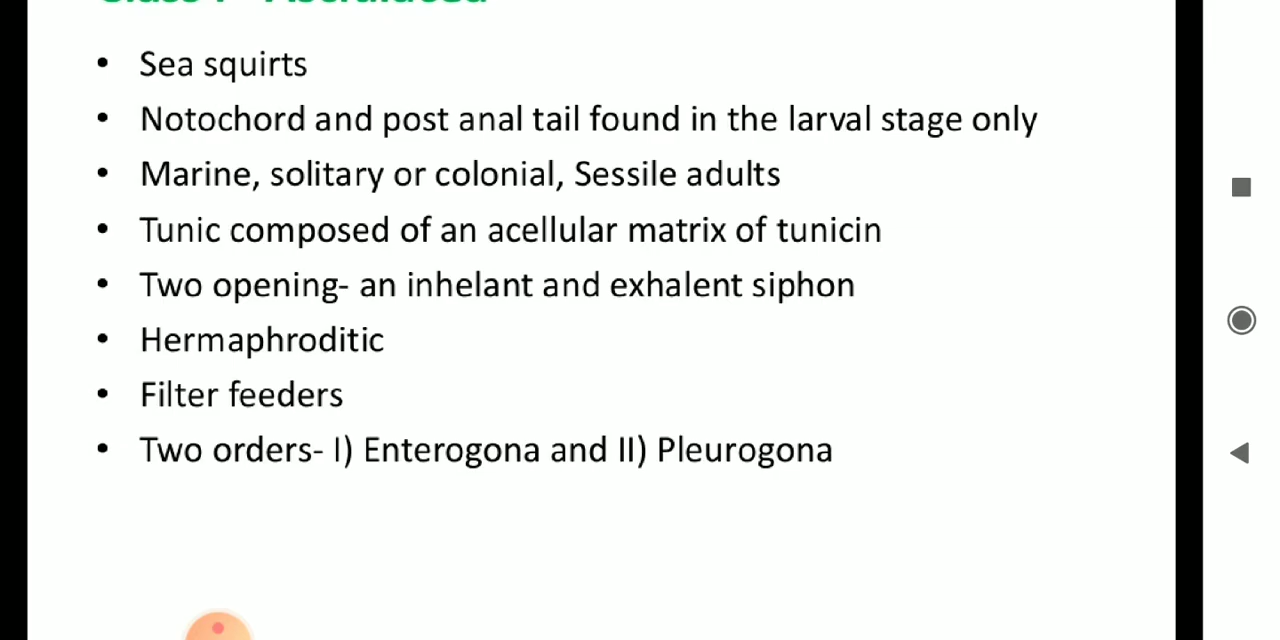 • Sea squirts
• Notochord and post anal tail found in the larval stage only
• Marine, solitary or colonial, Sessile adults
• Tunic composed of an acellular matrix of tunicin
• Two opening- an inhelant and exhalent siphon
• Hermaphroditic
• Filter feeders
• Two orders- I) Enterogona and II) Pleurogona